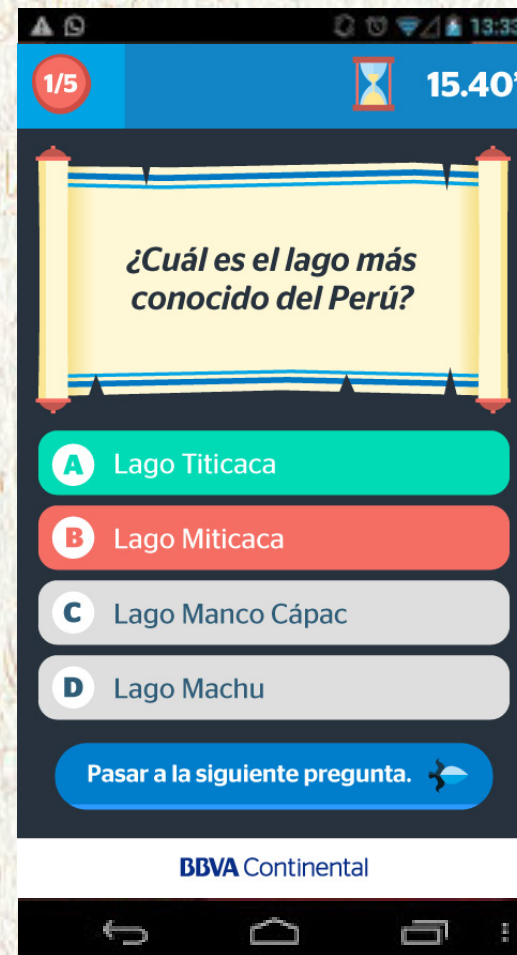 13:33
1/5
15.40"
¿Cuál es el lago más
conocido del Perú?
A Lago Titicaca
B Lago Miticaca
C Lago Manco Cápac
D Lago Machu
Pasar a la siguiente pregunta.
BBVA Continental